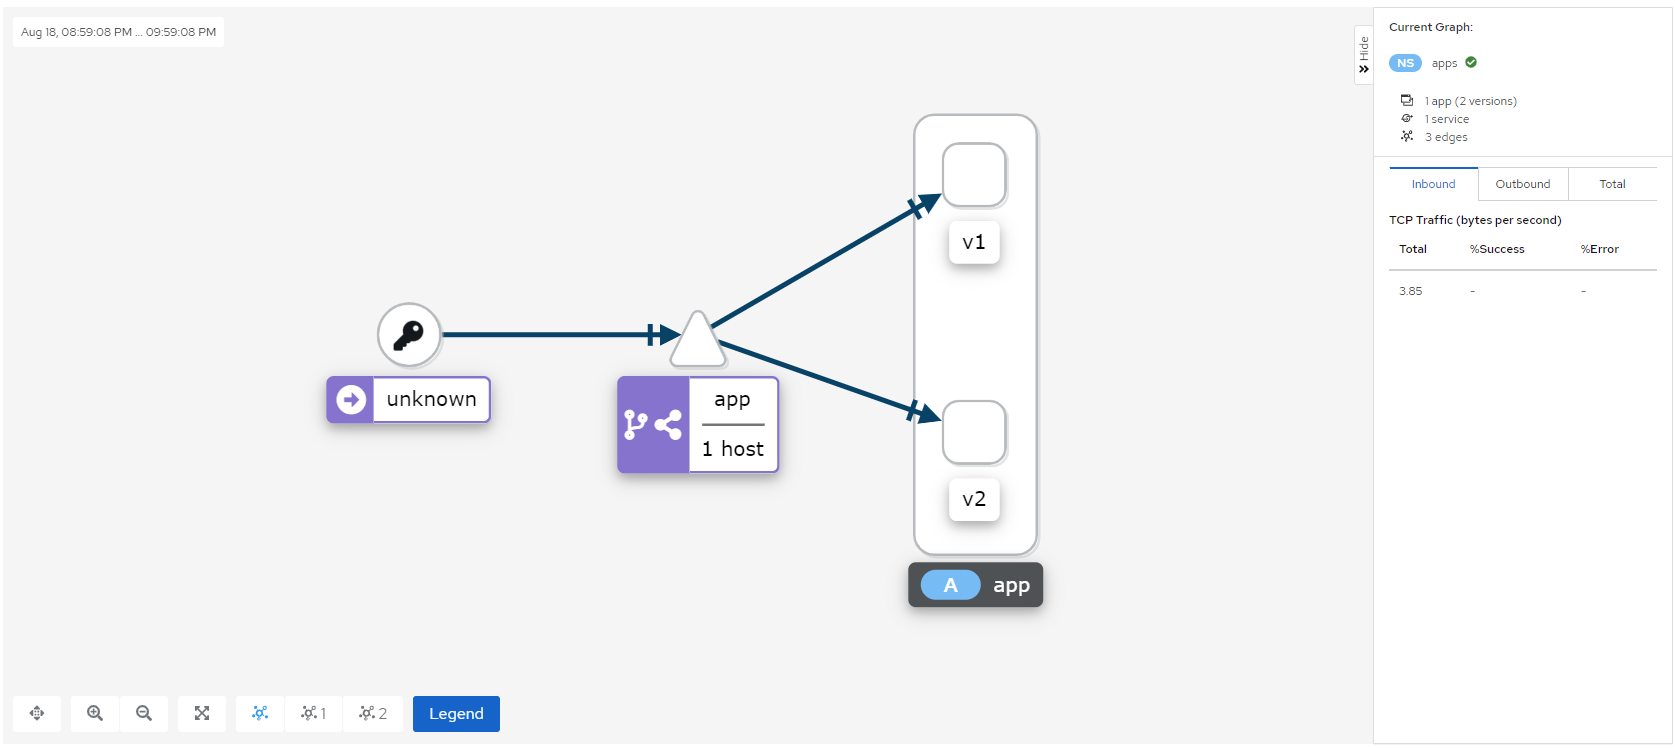 Aug 18, 08:59:08 PM ... 09:59:08 PM
Hide
Current Graph:
NS apps
1 app (2 versions)
1 service
3 edges
Inbound Outbound Total
TCP Traffic (bytes per second)
Total %Success %Error
3.85 - -
v1
unknown
app
1 host
v2
A app
1 2 Legend